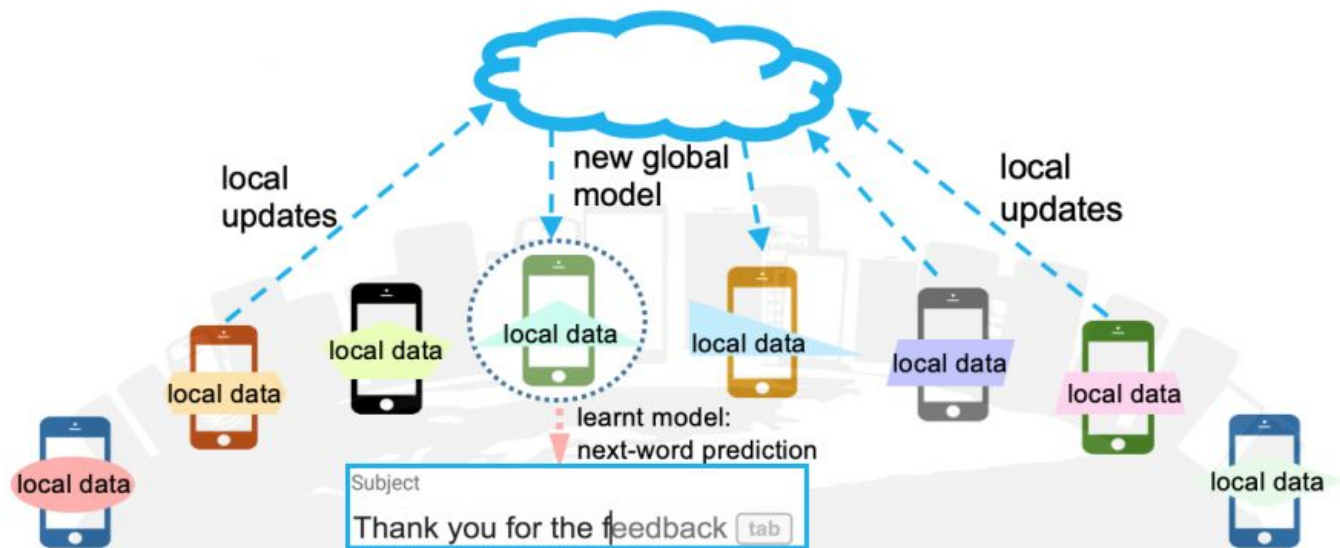 new global
model
local
updates
local
updates
local data
local data
local data
local data
local data
local data
local data
local data
learnt model:
next-word prediction
Subject
Thank you for the feedback tab